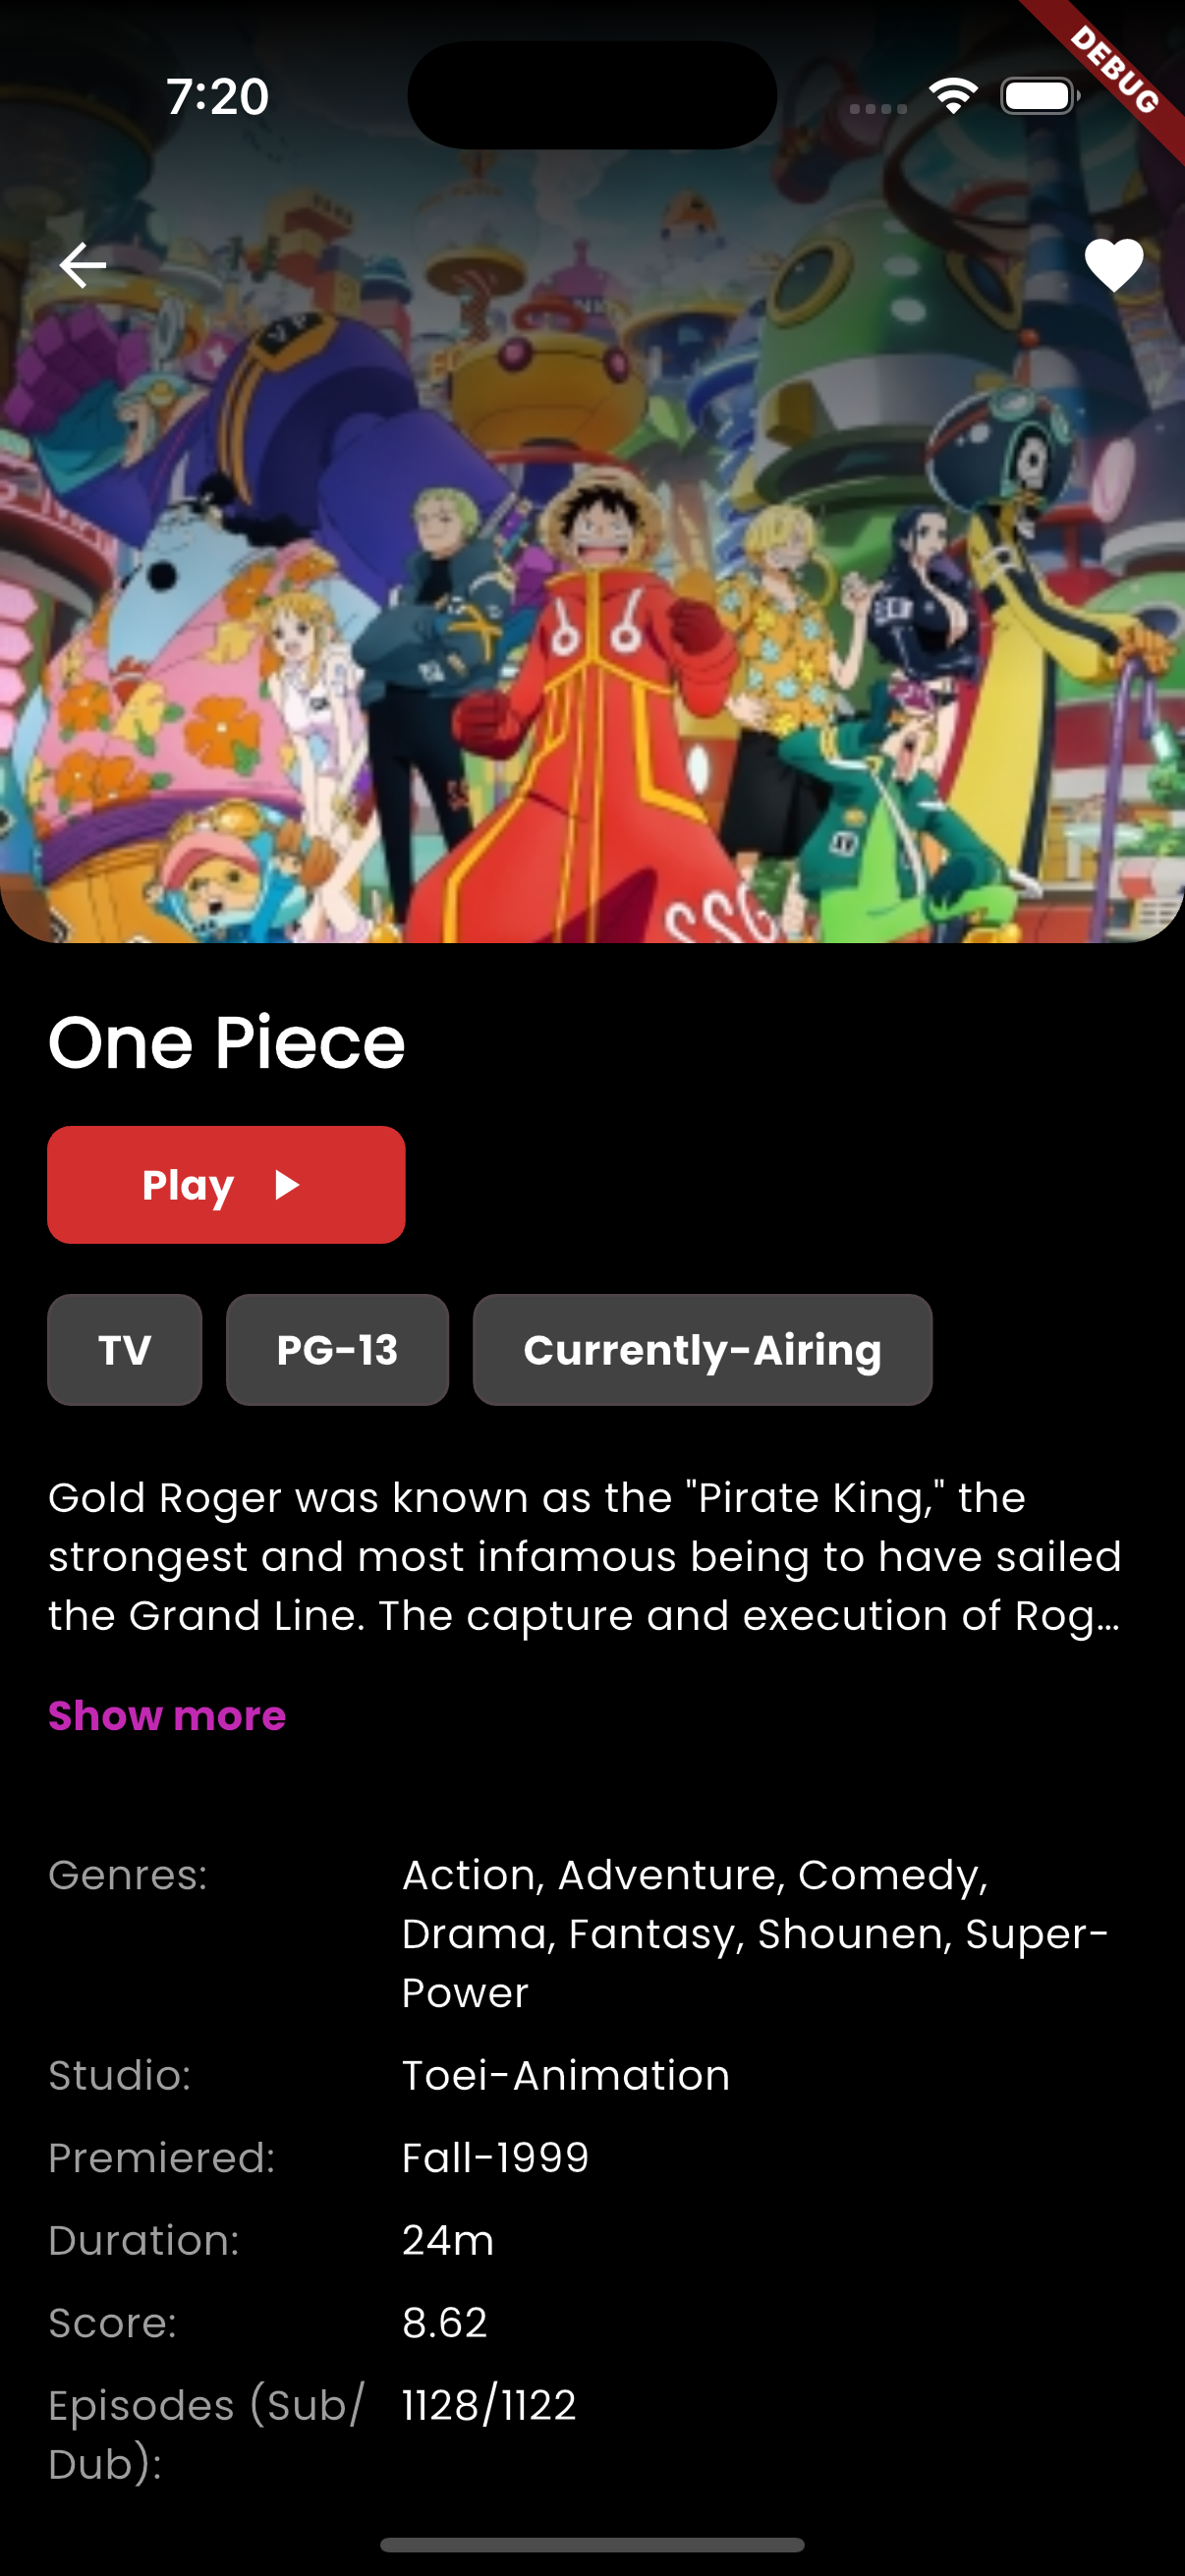 7:20
DEBUG
SSG
One Piece
Play
TV
PG-13
Currently-Airing
Gold Roger was known as the "Pirate King," the
strongest and most infamous being to have sailed
the Grand Line. The capture and execution of Rog...
Show more
Genres:
Action, Adventure, Comedy,
Drama, Fantasy, Shounen, Super-
Power
Studio:
Toei-Animation
Premiered:
Fall-1999
Duration:
24m
Score:
8.62
Episodes (Sub/
Dub):
1128/1122